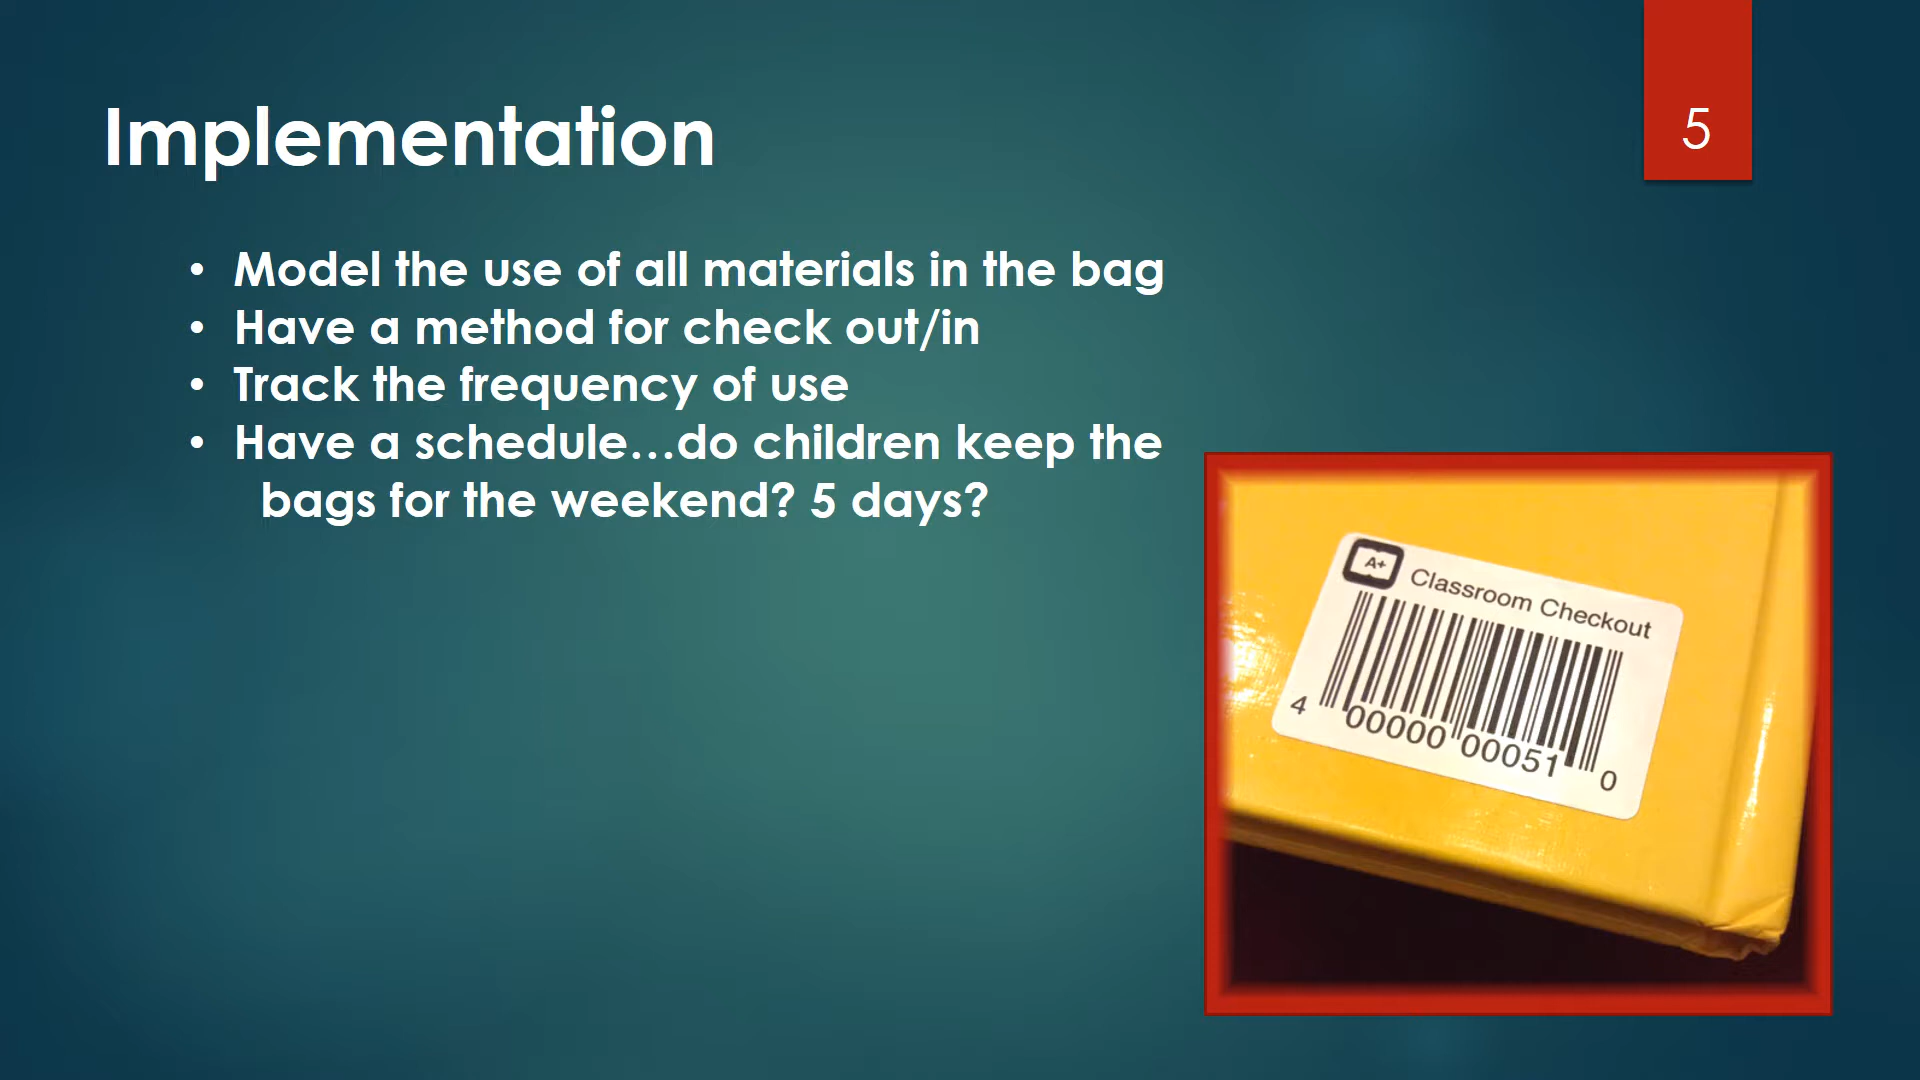 Implementation
5
• Model the use of all materials in the bag
• Have a method for check out/in
• Track the frequency of use
• Have a schedule…do children keep the
bags for the weekend? 5 days?
A+ Classroom Checkout
4 00000 00051 0